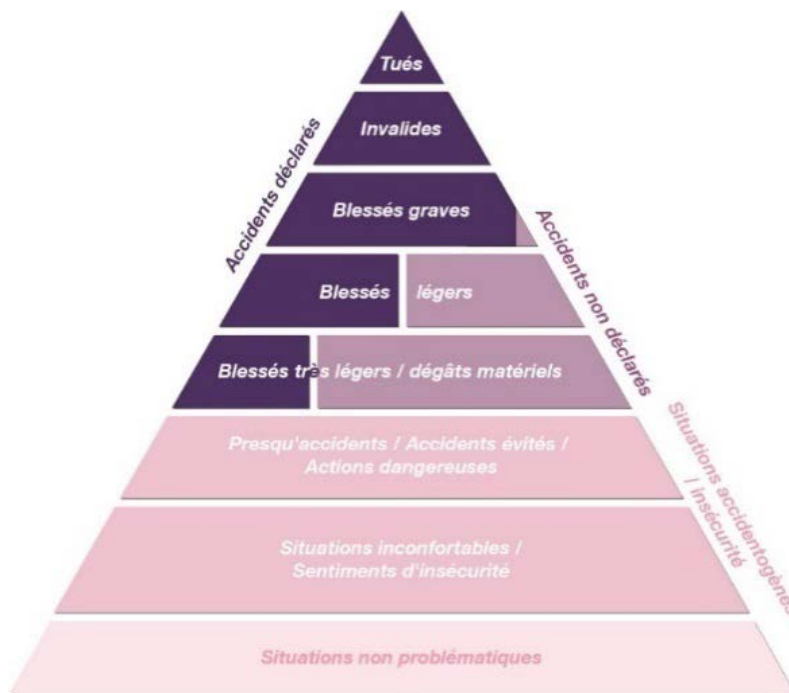 Tués
Invalides
Accidents déclarés
Blessés graves
Accidents non déclarés
Blessés légers
Blessés très légers / dégâts matériels
Presqu'accidents / Accidents évités /
Actions dangereuses
Situations accidentogènes
/ insécurité
Situations inconfortables /
Sentiments d'insécurité
Situations non problématiques